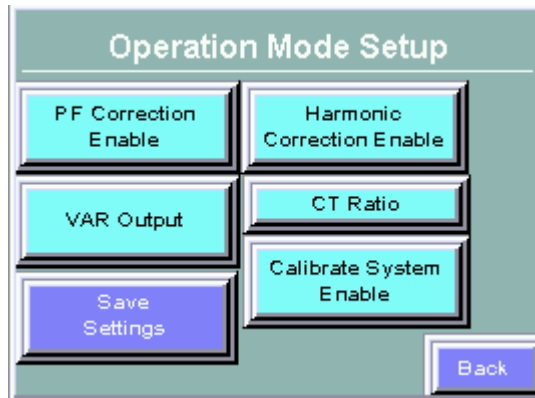 Operation Mode Setup
PF Correction
Enable
Harmonic
Correction Enable
VAR Output
CT Ratio
Calibrate System
Enable
Save
Settings
Back